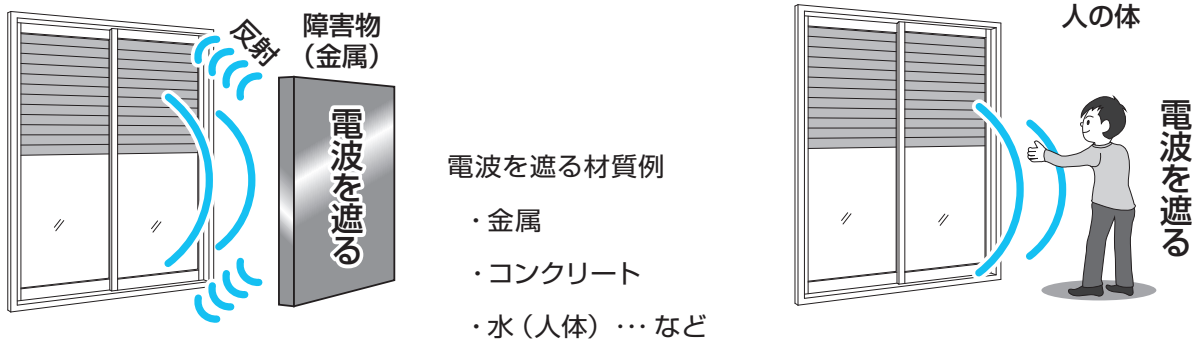 反射
障害物
（金属）
電波を遮る
電波を遮る材質例
・金属
・コンクリート
・水（人体）…など
人の体
電波を遮る